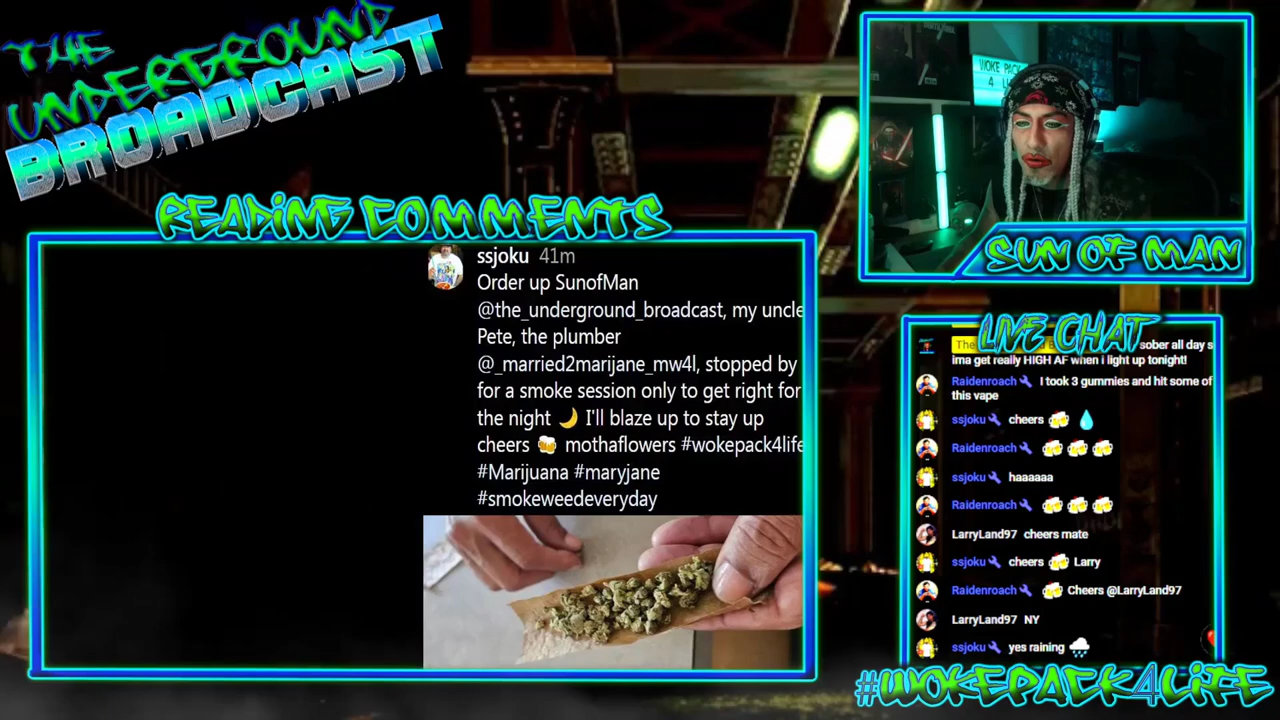 THE
UNDERGROUND
BROADCAST
READING COMMENTS
ssjoku 41m
Order up SunofMan
@the_underground_broadcast, my uncle
Pete, the plumber
@_married2marijane_mw4l, stopped by
for a smoke session only to get right for
the night 🌙 I'll blaze up to stay up
cheers 🍻 mothaflowers #wokepack4life
#Marijuana #maryjane
#smokeweedeveryday
WOKE PACK
4
SUN OF MAN
LIVE CHAT
The sober all day s
ima get really HIGH AF when i light up tonight!
Raidenroach🔧 I took 3 gummies and hit some of
this vape
ssjoku🔧 cheers 🍻 💧
Raidenroach🔧 🍻 🍻 🍻
ssjoku🔧 haaaaaa
Raidenroach🔧 🍻 🍻 🍻
LarryLand97 cheers mate
ssjoku🔧 cheers 🍻 Larry
Raidenroach🔧 🍻 Cheers @LarryLand97
LarryLand97 NY
ssjoku🔧 yes raining 🌧️
#WOKEPACK4LIFE